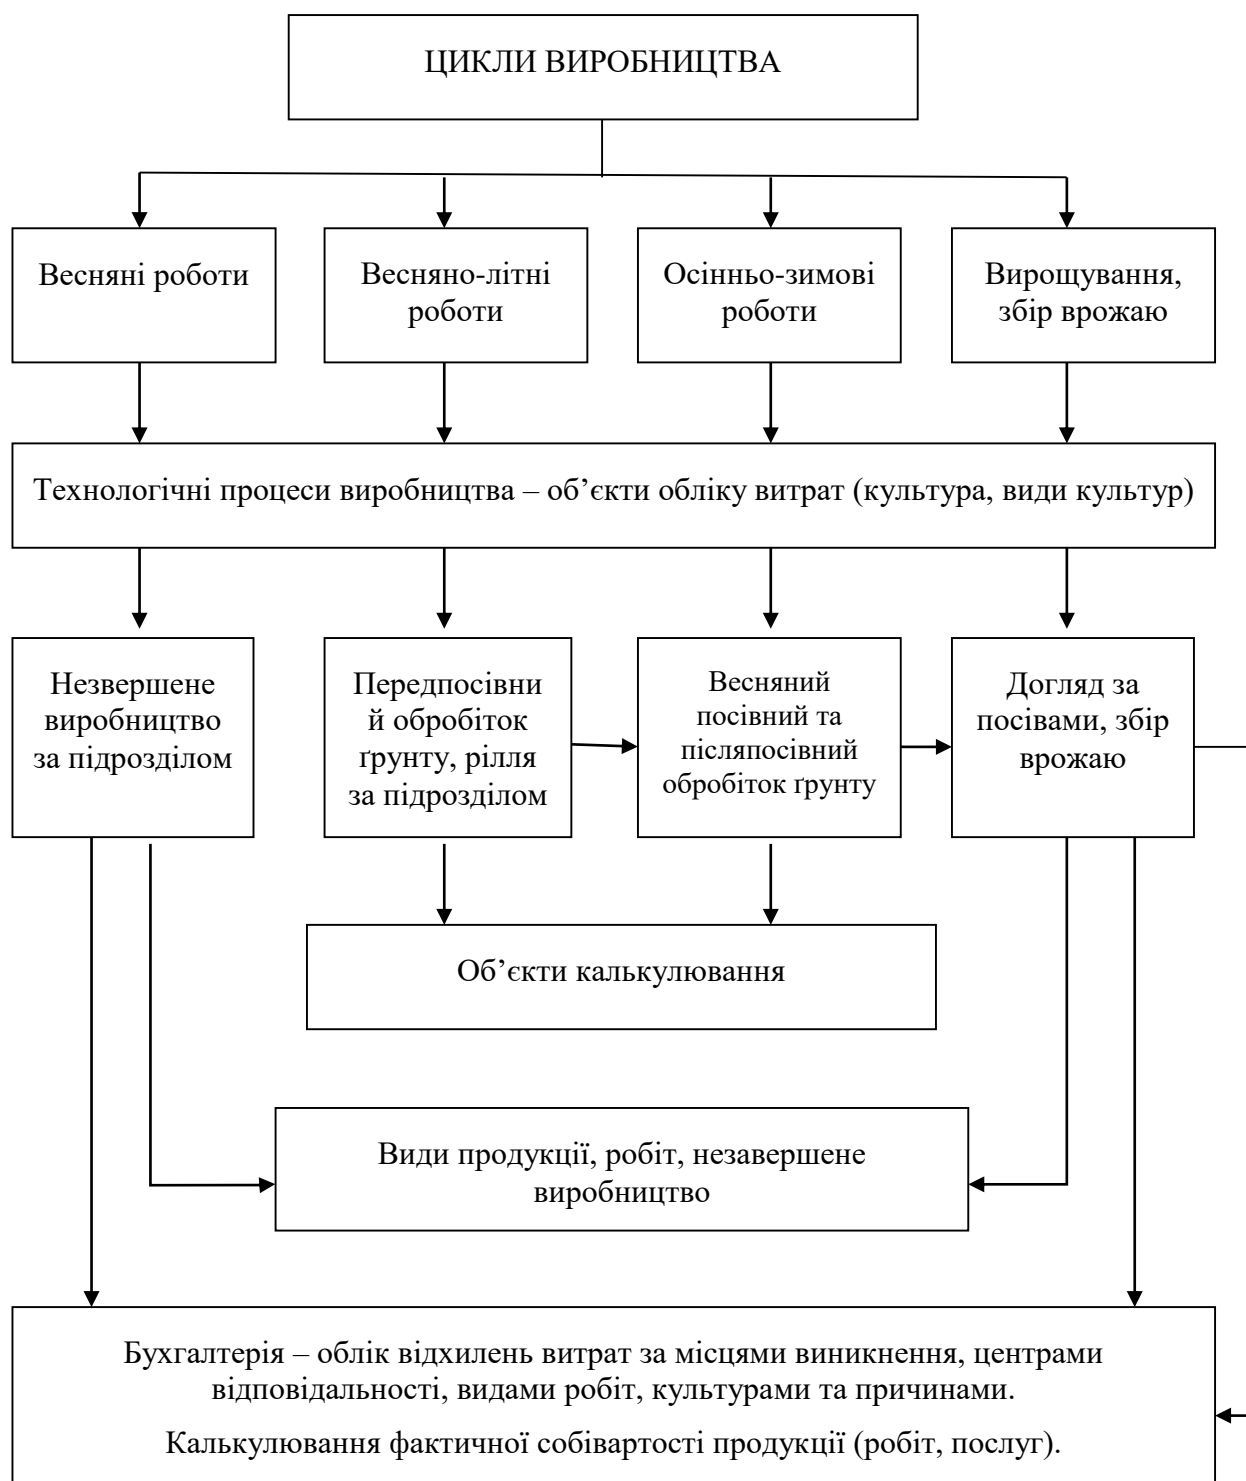 ЦИКЛИ ВИРОБНИЦТВА
Весняні роботи
Весняно-літні
роботи
Осінньо-зимові
роботи
Вирощування,
збір врожаю
Технологічні процеси виробництва – об’єкти обліку витрат (культура, види культур)
Незвершене
виробництво
за підрозділом
Передпосівни
й обробіток
ґрунту, рілля
за підрозділом
Весняний
посівний та
післяпосівний
обробіток ґрунту
Догляд за
посівами, збір
врожаю
Об’єкти калькулювання
Види продукції, робіт, незавершене
виробництво
Бухгалтерія – облік відхилень витрат за місцями виникнення, центрами
відповідальності, видами робіт, культурами та причинами.
Калькулювання фактичної собівартості продукції (робіт, послуг).